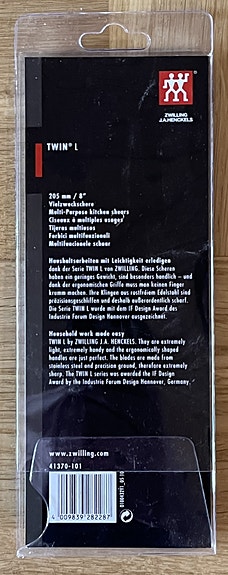 ZWILLING
J.A.HENCKELS
TWIN® L
205 mm / 8"
Vielzweckschere
Multi-Purpose kitchen shears
Ciseaux à multiples usages
Tijeras multiusos
Forbici multifunzionali
Multifunctionele schaar
Haushaltsarbeiten mit Leichtigkeit erledigen
dank der Serie TWIN L von ZWILLING. Diese Scheren
haben ein geringes Gewicht, sind besonders handlich – und
dank der ergonomischen Griffe muss man keinen Finger
krumm machen. Ihre Klingen aus rostfreiem Edelstahl sind
präzisionsgeschliffen und deshalb außerordentlich scharf.
Die Serie TWIN L wurde mit dem iF Design Award des
Industrie Forum Design Hannover ausgezeichnet.
Household work made easy
TWIN L by ZWILLING J.A. HENCKELS. They are extremely
light, extremely handy and the ergonomically shaped
handles are just perfect. The blades are made from
stainless steel and precision ground, therefore extremely
sharp. The TWIN L series was awarded the iF Design
Award by the Industrie Forum Design Hannover, Germany.
www.zwilling.com
41370-101
4 009839 282287